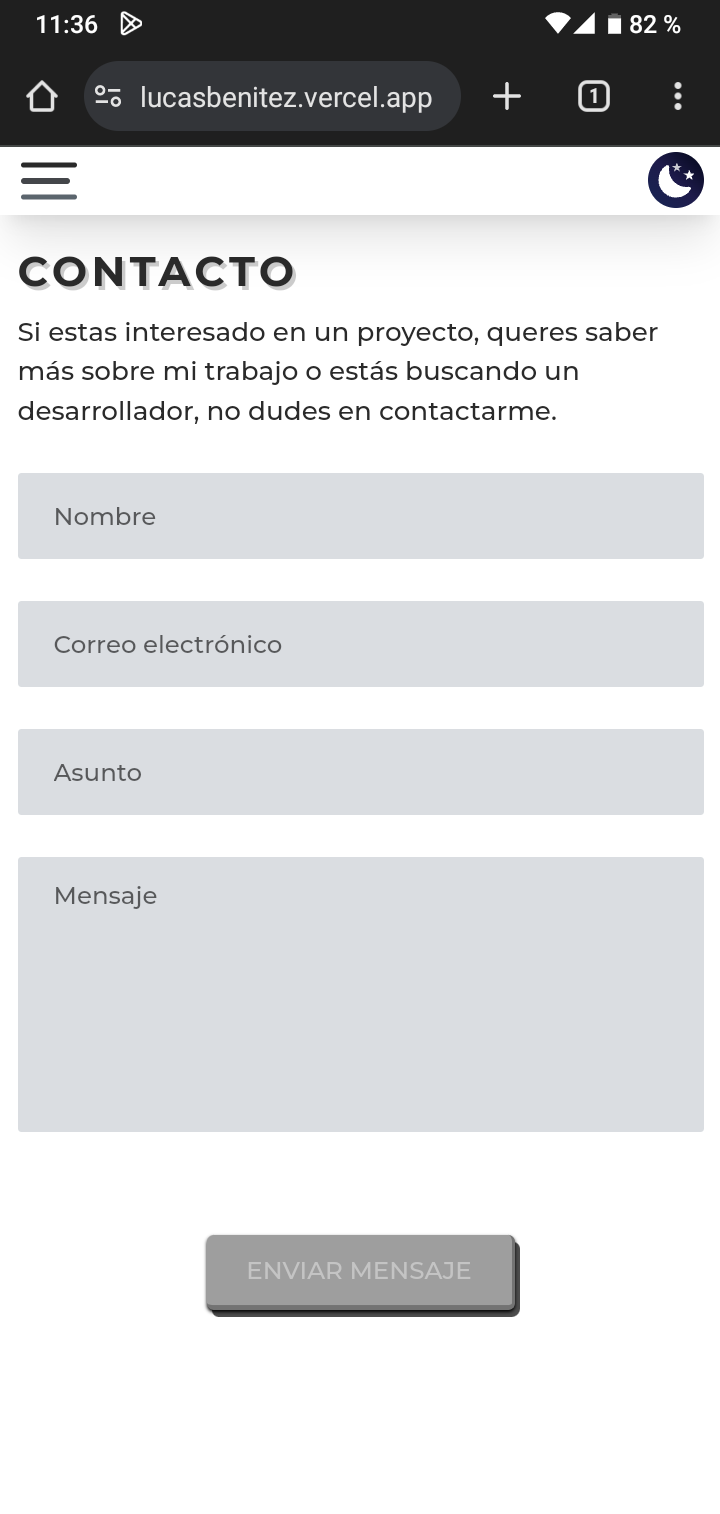 11:36
82 %
lucasbenitez.vercel.app
1
CONTACTO
Si estas interesado en un proyecto, queres saber
más sobre mi trabajo o estás buscando un
desarrollador, no dudes en contactarme.
Nombre
Correo electrónico
Asunto
Mensaje
ENVIAR MENSAJE